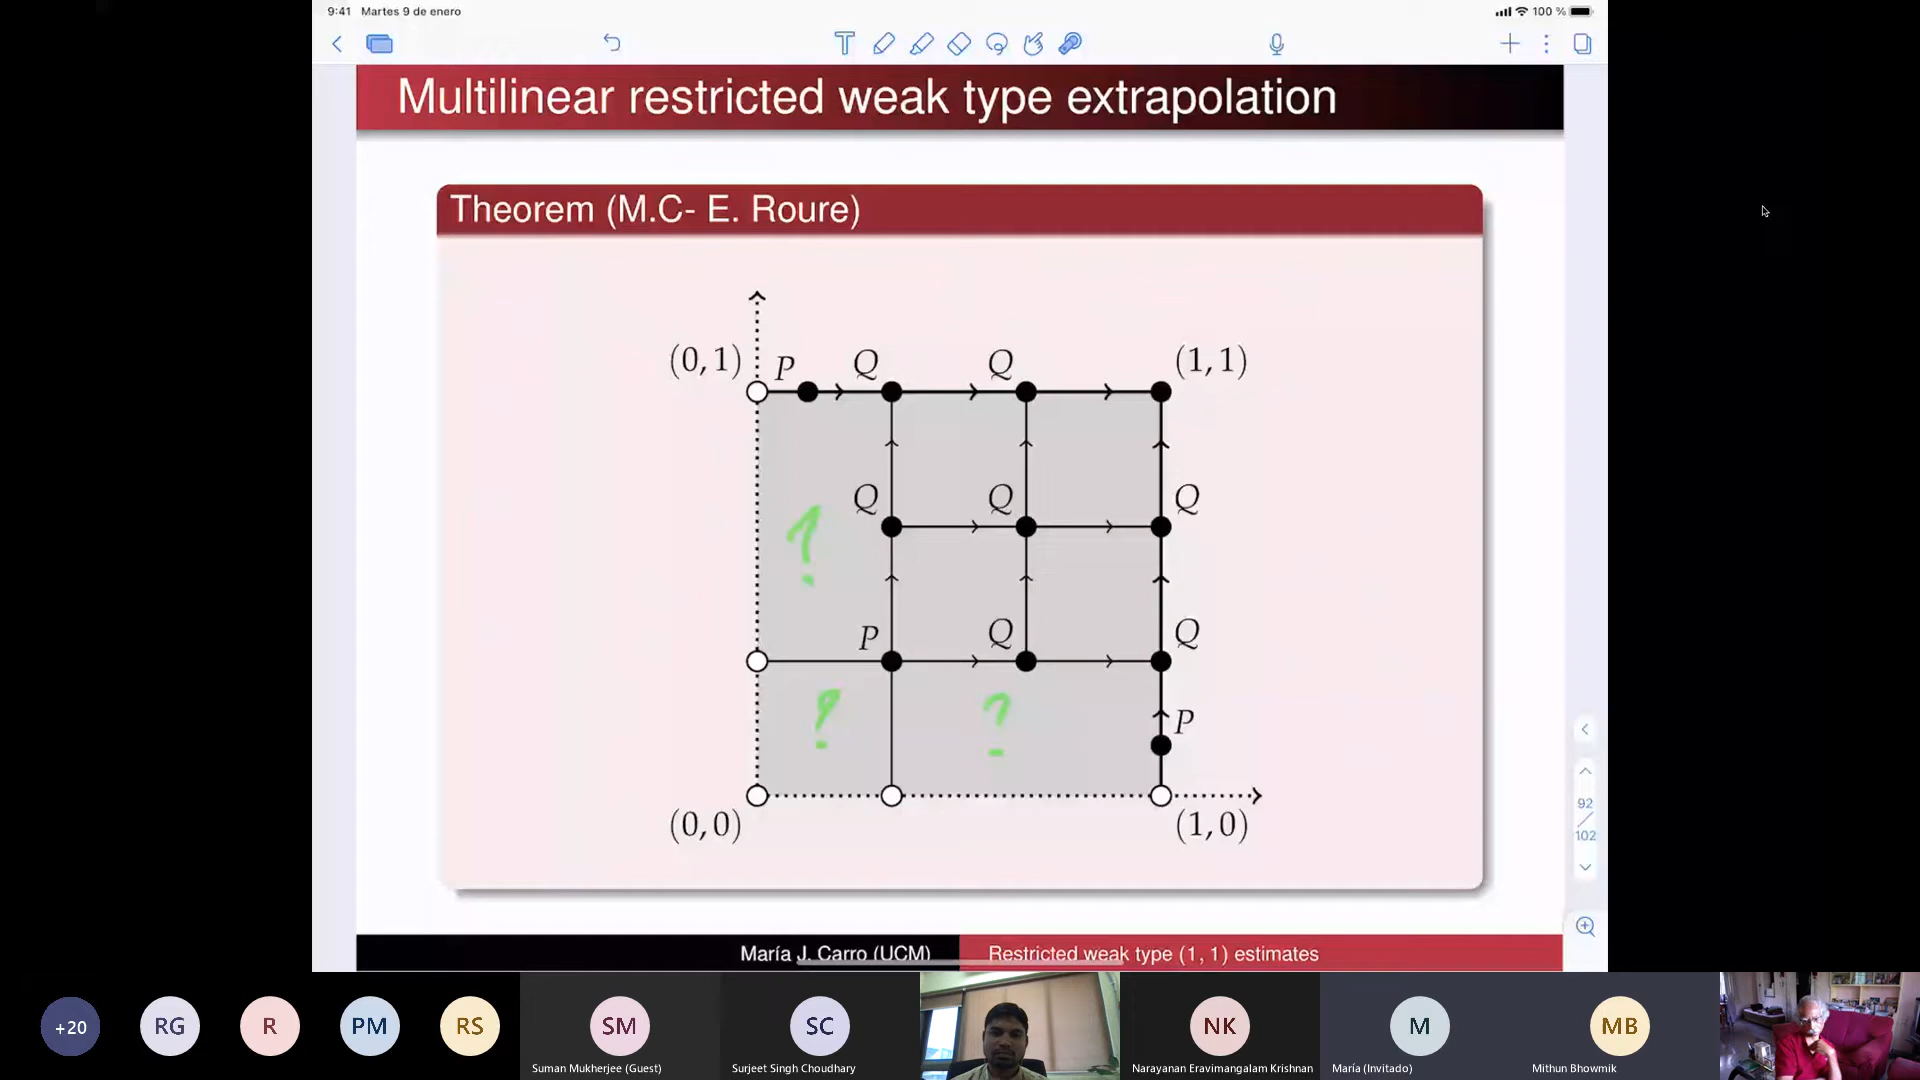 9:41 Martes 9 de enero 100 %
T
Multilinear restricted weak type extrapolation
Theorem (M.C- E. Roure)
(0, 1) P Q Q (1, 1)
? Q Q Q
P Q Q
? ? P
(0, 0) (1, 0)
92
102
María J. Carro (UCM) Restricted weak type (1, 1) estimates
+20 RG R PM RS SM SC NK M MB
Suman Mukherjee (Guest) Surjeet Singh Choudhary Narayanan Eravimangalam Krishnan María (Invitado) Mithun Bhowmik